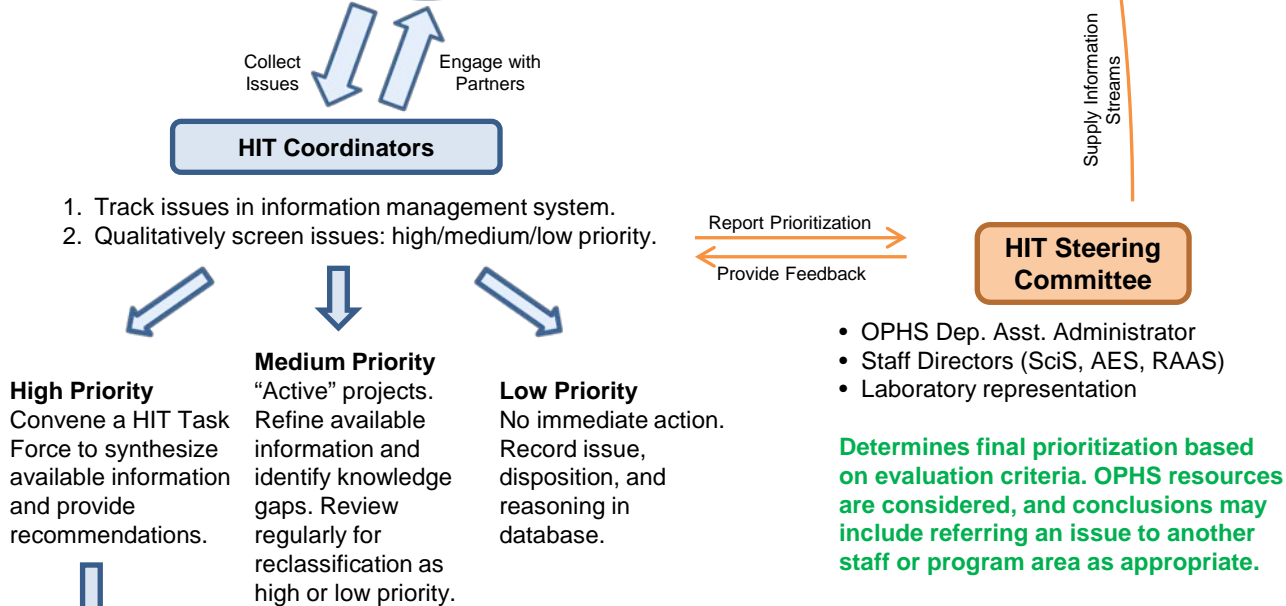 Collect
Issues
Engage with
Partners
Supply Information
Streams
HIT Coordinators
1. Track issues in information management system.
2. Qualitatively screen issues: high/medium/low priority.
Report Prioritization
Provide Feedback
HIT Steering
Committee
• OPHS Dep. Asst. Administrator
• Staff Directors (SciS, AES, RAAS)
• Laboratory representation
High Priority
Convene a HIT Task
Force to synthesize
available information
and provide
recommendations.
Medium Priority
“Active” projects.
Refine available
information and
identify knowledge
gaps. Review
regularly for
reclassification as
high or low priority.
Low Priority
No immediate action.
Record issue,
disposition, and
reasoning in
database.
Determines final prioritization based
on evaluation criteria. OPHS resources
are considered, and conclusions may
include referring an issue to another
staff or program area as appropriate.